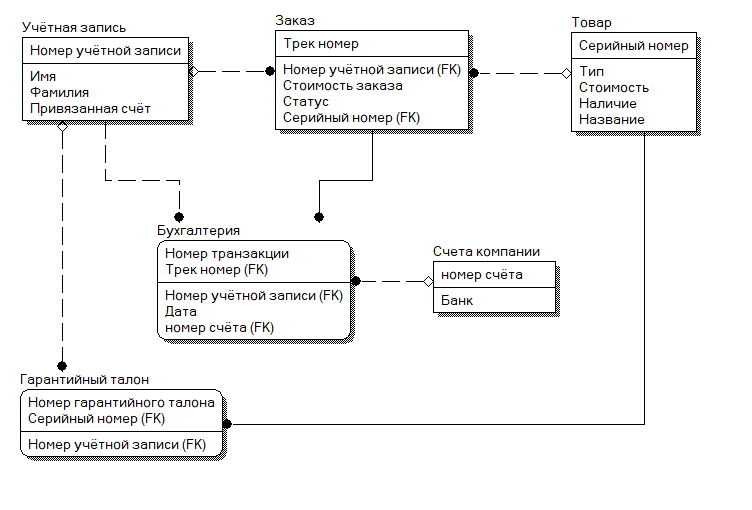 Учётная запись
Номер учётной записи
Имя
Фамилия
Привязанная счёт
Заказ
Трек номер
Номер учётной записи (FK)
Стоимость заказа
Статус
Серийный номер (FK)
Товар
Серийный номер
Тип
Стоимость
Наличие
Название
Бухгалтерия
Номер транзакции
Трек номер (FK)
Номер учётной записи (FK)
Дата
номер счёта (FK)
Счета компании
номер счёта
Банк
Гарантийный талон
Номер гарантийного талона
Серийный номер (FK)
Номер учётной записи (FK)